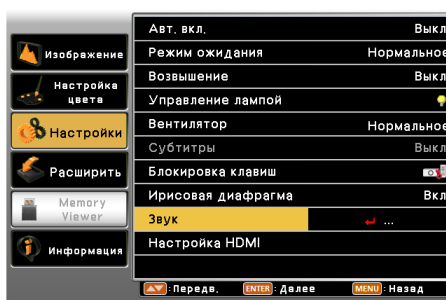 Изображение
Настройка
цвета
Настройки
Расширить
Memory
Viewer
Информация
Авт. вкл. Выкл
Режим ожидания Нормальное
Возвышение Выкл
Управление лампой
Вентилятор Нормальное
Субтитры Выкл
Блокировка клавиш
Ирисовая диафрагма Вкл
Звук ...
Настройка HDMI
: Передв. ENTER : Далее MENU : Назад